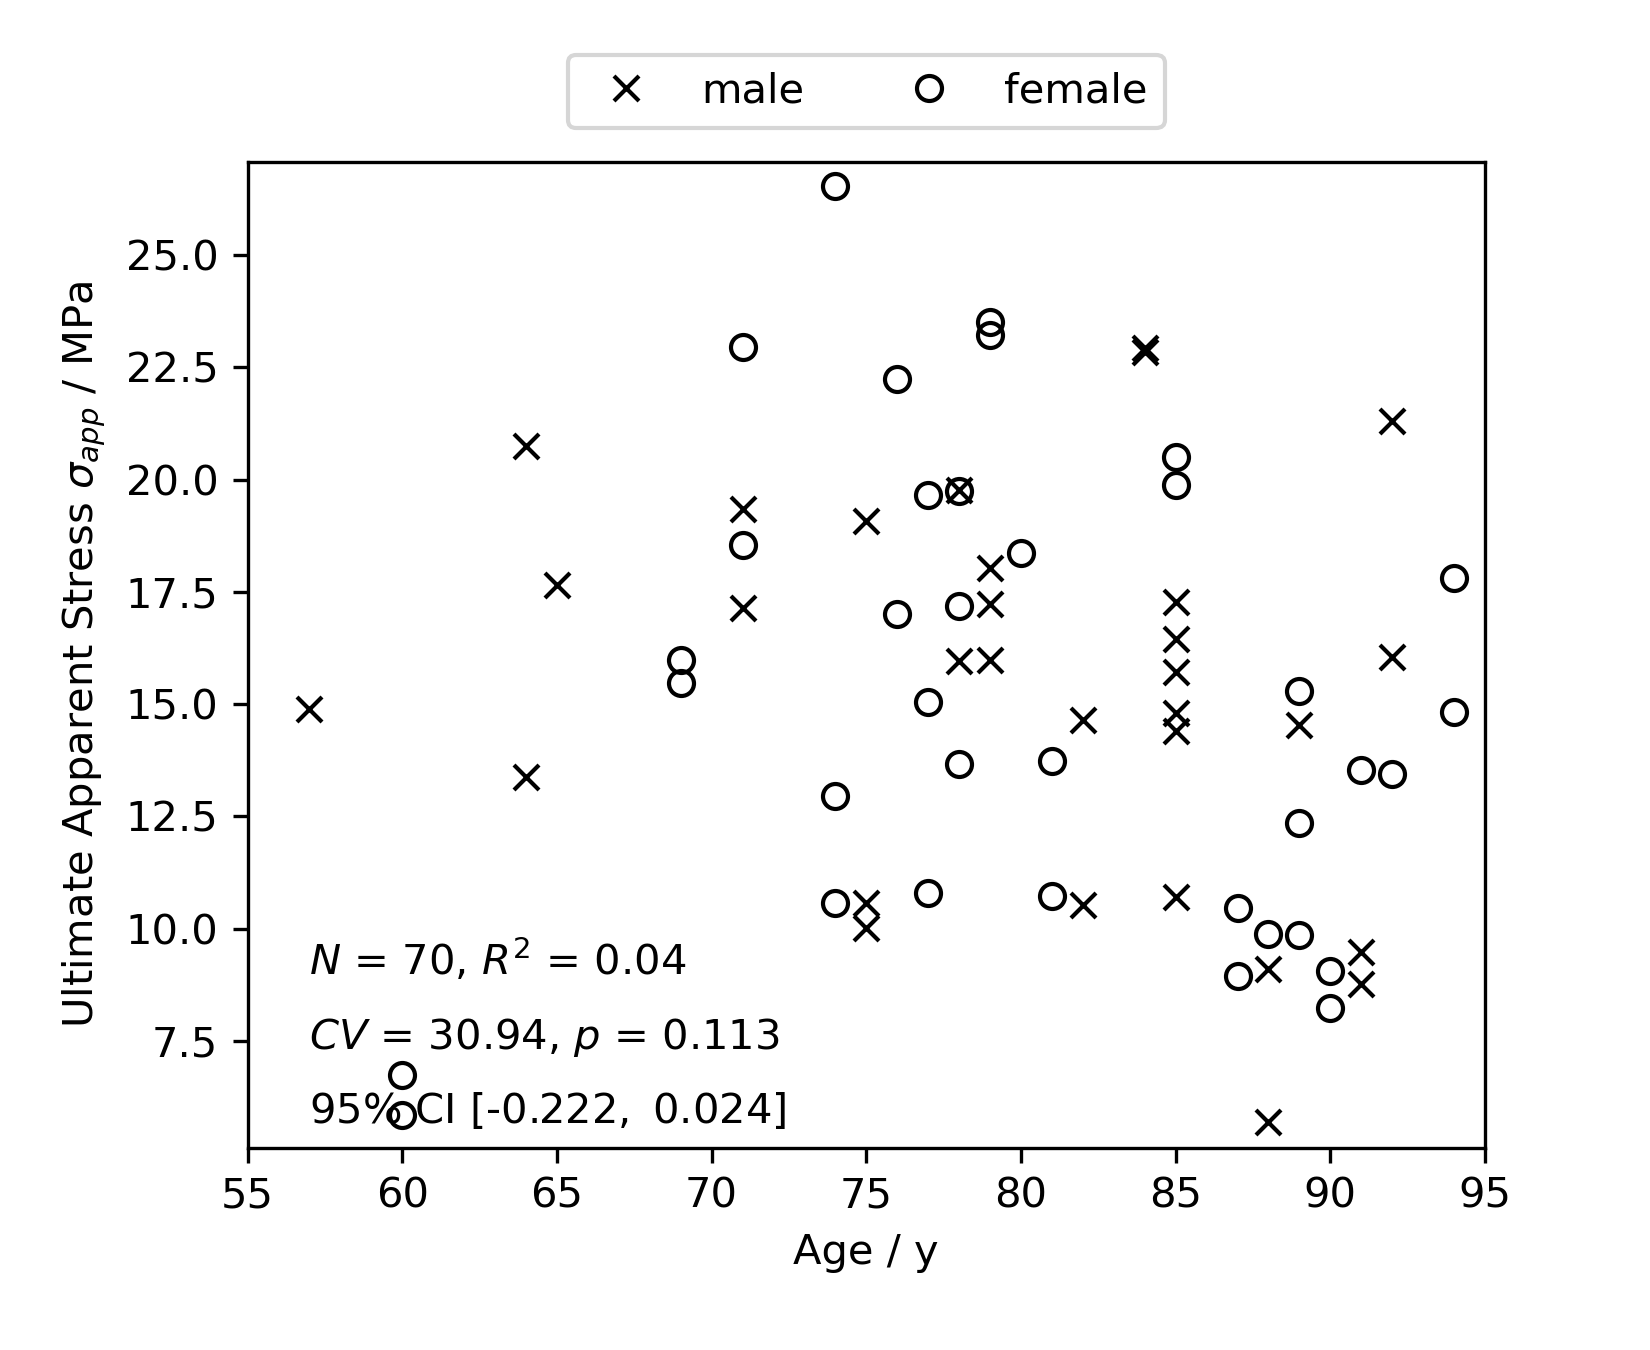 male female
25.0
22.5
20.0
17.5
15.0
12.5
10.0
7.5
Ultimate Apparent Stress σapp / MPa
N = 70, R² = 0.04
CV = 30.94, p = 0.113
95% CI [-0.222, 0.024]
55 60 65 70 75 80 85 90 95
Age / y